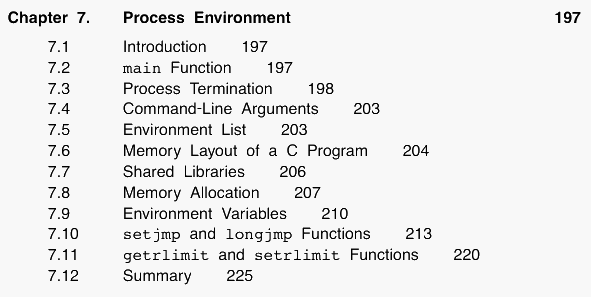 Chapter 7. Process Environment 197
7.1 Introduction 197
7.2 main Function 197
7.3 Process Termination 198
7.4 Command-Line Arguments 203
7.5 Environment List 203
7.6 Memory Layout of a C Program 204
7.7 Shared Libraries 206
7.8 Memory Allocation 207
7.9 Environment Variables 210
7.10 setjmp and longjmp Functions 213
7.11 getrlimit and setrlimit Functions 220
7.12 Summary 225